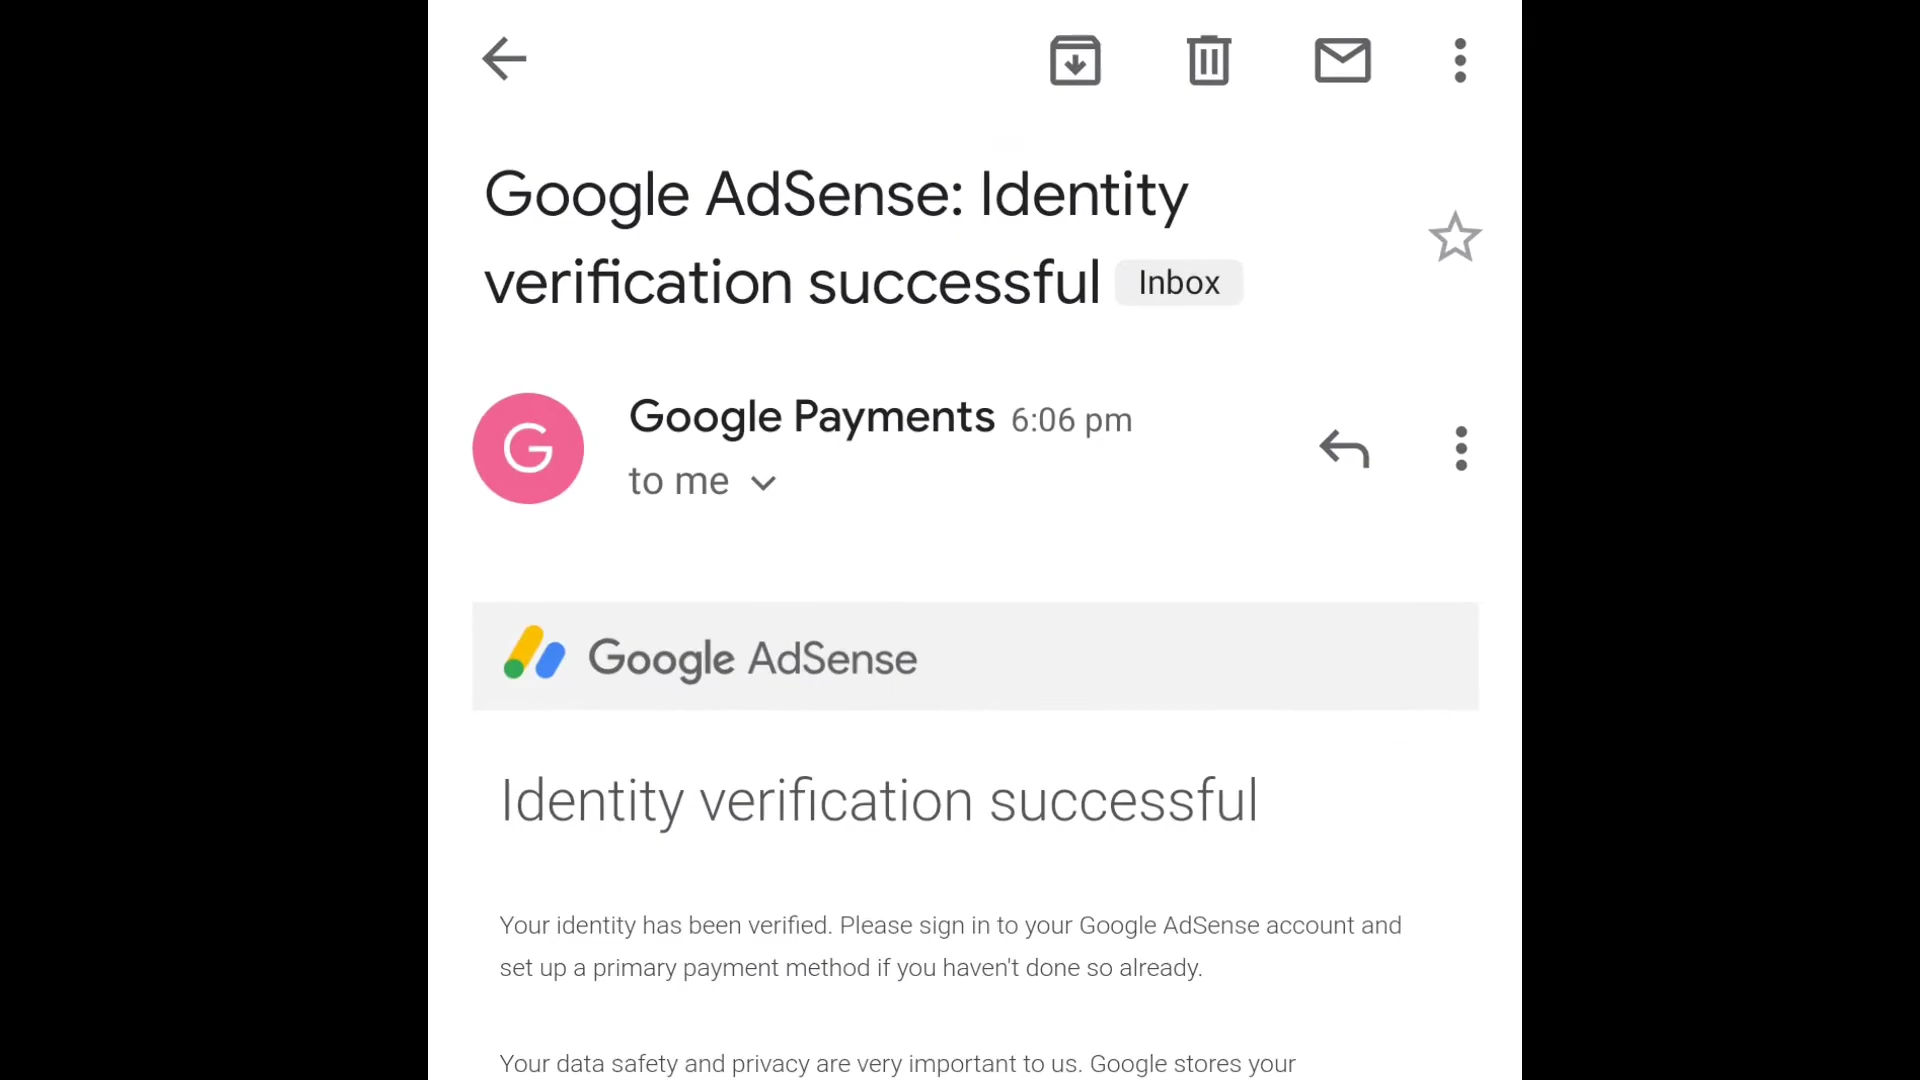 Google AdSense: Identity
verification successful Inbox
G
Google Payments 6:06 pm
to me
Google AdSense
Identity verification successful
Your identity has been verified. Please sign in to your Google AdSense account and
set up a primary payment method if you haven't done so already.
Your data safety and privacy are very important to us. Google stores your